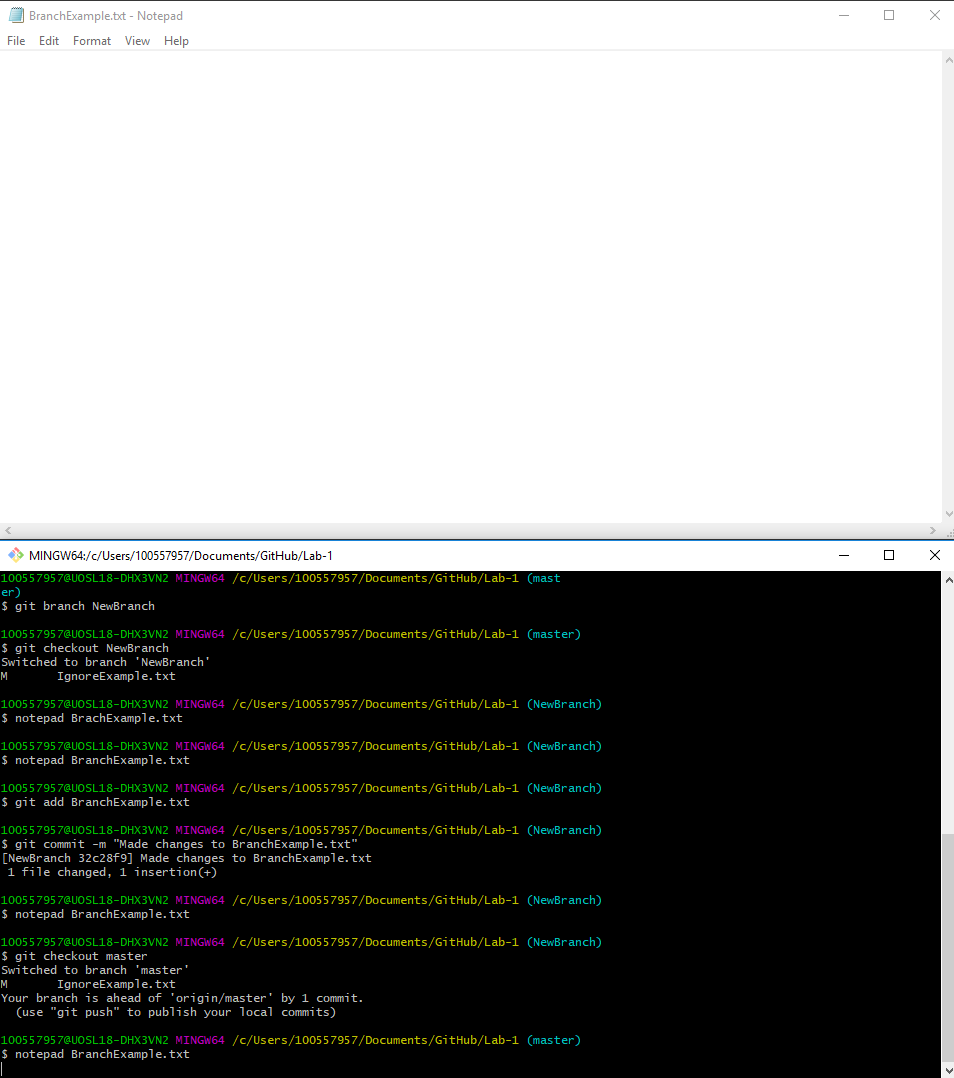 BranchExample.txt - Notepad
File Edit Format View Help
MINGW64:/c/Users/100557957/Documents/GitHub/Lab-1
100557957@UOSL18-DHX3VN2 MINGW64 /c/Users/100557957/Documents/GitHub/Lab-1 (mast
er)
$ git branch NewBranch
100557957@UOSL18-DHX3VN2 MINGW64 /c/Users/100557957/Documents/GitHub/Lab-1 (master)
$ git checkout NewBranch
Switched to branch 'NewBranch'
M       IgnoreExample.txt
100557957@UOSL18-DHX3VN2 MINGW64 /c/Users/100557957/Documents/GitHub/Lab-1 (NewBranch)
$ notepad BrachExample.txt
100557957@UOSL18-DHX3VN2 MINGW64 /c/Users/100557957/Documents/GitHub/Lab-1 (NewBranch)
$ notepad BranchExample.txt
100557957@UOSL18-DHX3VN2 MINGW64 /c/Users/100557957/Documents/GitHub/Lab-1 (NewBranch)
$ git add BranchExample.txt
100557957@UOSL18-DHX3VN2 MINGW64 /c/Users/100557957/Documents/GitHub/Lab-1 (NewBranch)
$ git commit -m "Made changes to BranchExample.txt"
[NewBranch 32c28f9] Made changes to BranchExample.txt
 1 file changed, 1 insertion(+)
100557957@UOSL18-DHX3VN2 MINGW64 /c/Users/100557957/Documents/GitHub/Lab-1 (NewBranch)
$ notepad BranchExample.txt
100557957@UOSL18-DHX3VN2 MINGW64 /c/Users/100557957/Documents/GitHub/Lab-1 (NewBranch)
$ git checkout master
Switched to branch 'master'
M       IgnoreExample.txt
Your branch is ahead of 'origin/master' by 1 commit.
  (use "git push" to publish your local commits)
100557957@UOSL18-DHX3VN2 MINGW64 /c/Users/100557957/Documents/GitHub/Lab-1 (master)
$ notepad BranchExample.txt